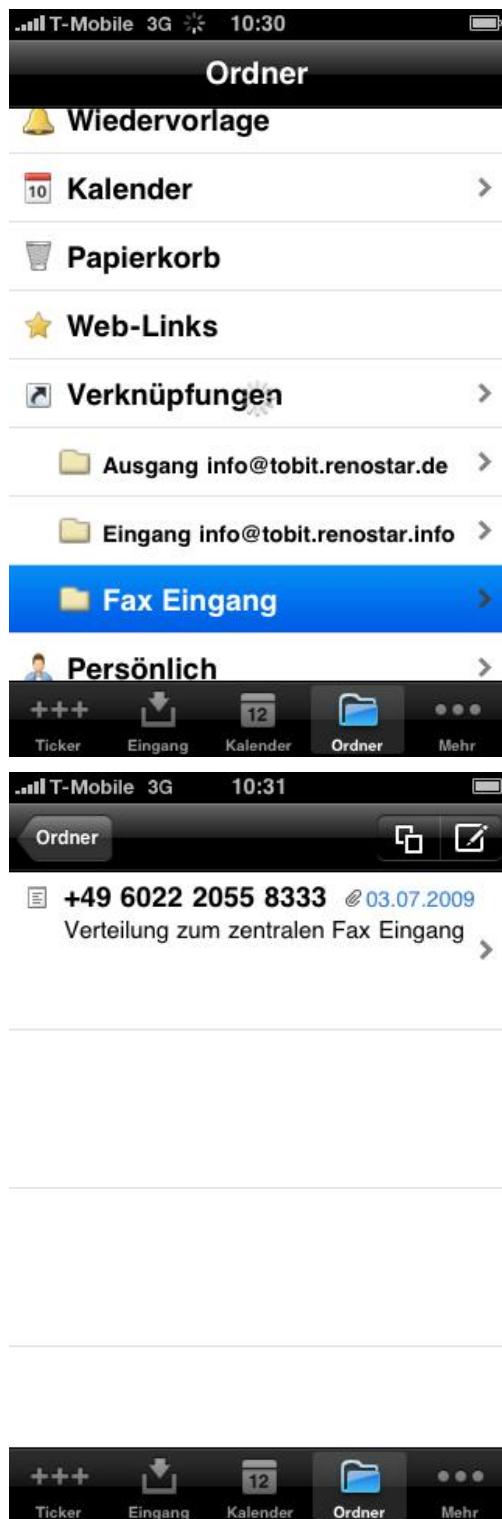 T-Mobile 3G 10:30
Ordner
Wiedervorlage
10 Kalender
Papierkorb
Web-Links
Verknüpfungen
Ausgang info@tobit.renostar.de
Eingang info@tobit.renostar.info
Fax Eingang
Persönlich
+++ 12
Ticker Eingang Kalender Ordner Mehr
T-Mobile 3G 10:31
Ordner
+49 6022 2055 8333 03.07.2009
Verteilung zum zentralen Fax Eingang
+++ 12
Ticker Eingang Kalender Ordner Mehr